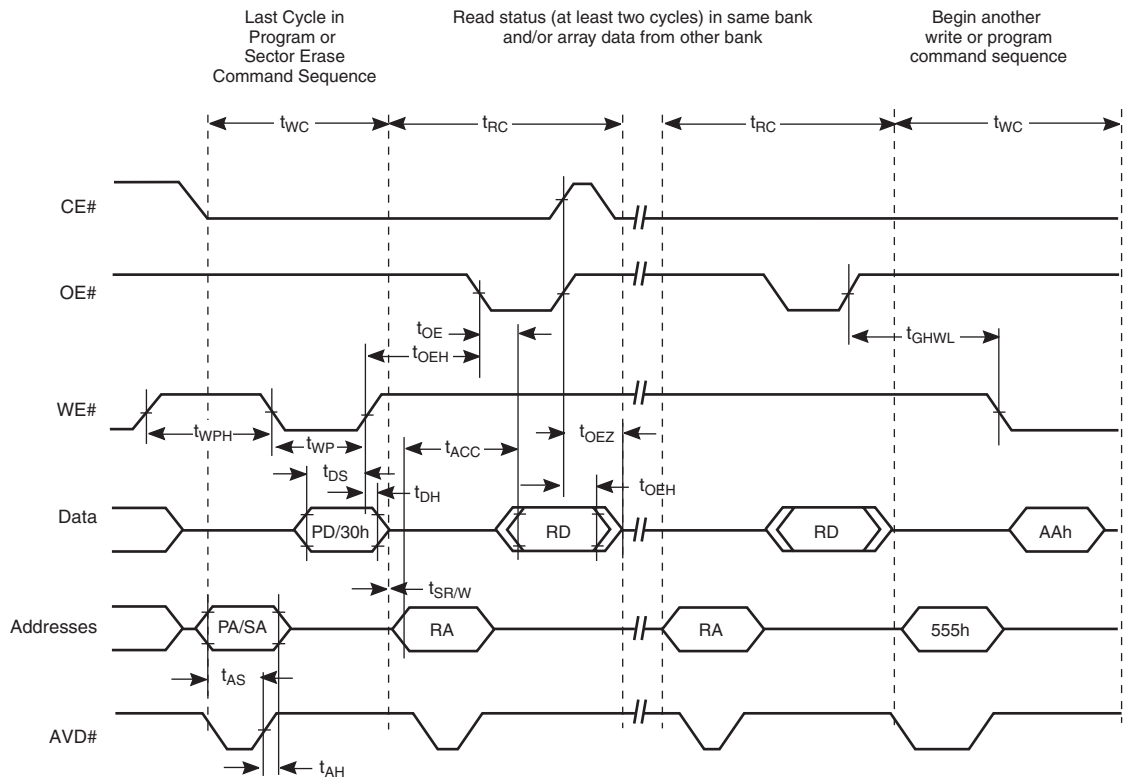 Last Cycle in
Program or
Sector Erase
Command Sequence
Read status (at least two cycles) in same bank
and/or array data from other bank
Begin another
write or program
command sequence
tWC
tRC
tRC
tWC
CE#
OE#
tOE
tOEH
tGHWL
WE#
tWPH
tWP
tACC
tOEZ
tDS
tDH
tOEH
Data
PD/30h
RD
RD
AAh
tSR/W
Addresses
PA/SA
RA
RA
555h
tAS
AVD#
tAH